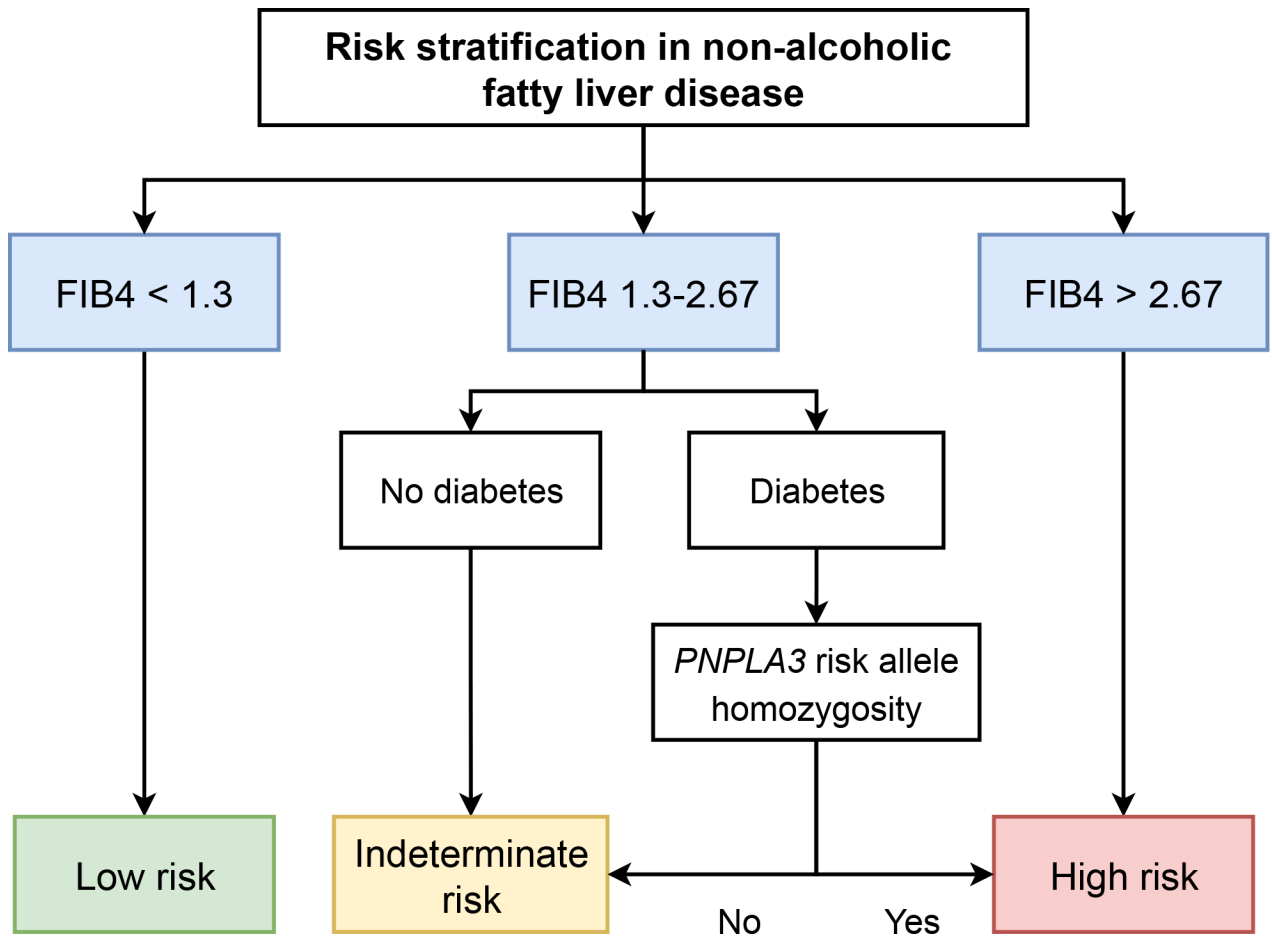 Risk stratification in non-alcoholic
fatty liver disease
FIB4 < 1.3
FIB4 1.3-2.67
FIB4 > 2.67
No diabetes
Diabetes
PNPLA3 risk allele
homozygosity
Low risk
Indeterminate
risk
High risk
No
Yes